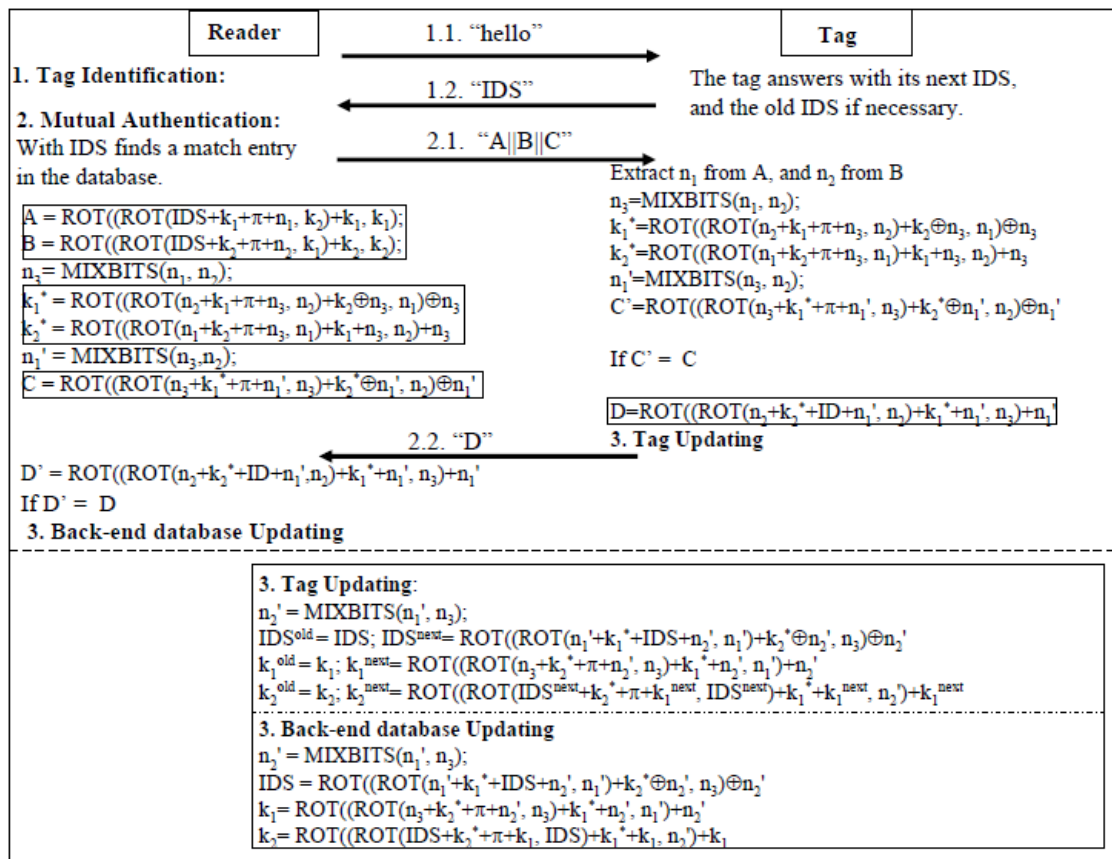 Reader
1.1. “hello”
Tag
1. Tag Identification:
1.2. “IDS”
The tag answers with its next IDS,
and the old IDS if necessary.
2. Mutual Authentication:
With IDS finds a match entry
in the database.
2.1. “A||B||C”
A = ROT((ROT(IDS+k₁+π+n₁, k₂)+k₁, k₁);
B = ROT((ROT(IDS+k₂+π+n₂, k₁)+k₂, k₂);
n₃= MIXBITS(n₁, n₂);
k₁* = ROT((ROT(n₂+k₁+π+n₃, n₂)+k₂⊕n₃, n₁)⊕n₃
k₂* = ROT((ROT(n₁+k₂+π+n₃, n₁)+k₁+n₃, n₂)+n₃
n₁' = MIXBITS(n₃,n₂);
C = ROT((ROT(n₃+k₁*+π+n₁', n₃)+k₂*⊕n₁', n₂)⊕n₁'
Extract n₁ from A, and n₂ from B
n₃=MIXBITS(n₁, n₂);
k₁*=ROT((ROT(n₂+k₁+π+n₃, n₂)+k₂⊕n₃, n₁)⊕n₃
k₂*=ROT((ROT(n₁+k₂+π+n₃, n₁)+k₁+n₃, n₂)+n₃
n₁'=MIXBITS(n₃, n₂);
C’=ROT((ROT(n₃+k₁*+π+n₁', n₃)+k₂*⊕n₁', n₂)⊕n₁'
If C’ = C
D=ROT((ROT(n₂+k₂*+ID+n₁', n₂)+k₁*+n₁', n₃)+n₁'
3. Tag Updating
2.2. “D”
D’ = ROT((ROT(n₂+k₂*+ID+n₁',n₂)+k₁*+n₁', n₃)+n₁'
If D’ = D
3. Back-end database Updating
3. Tag Updating:
n₂' = MIXBITS(n₁', n₃);
IDSᵒˡᵈ= IDS; IDSⁿᵉˣᵗ= ROT((ROT(n₁'+k₁*+IDS+n₂', n₁')+k₂*⊕n₂', n₃)⊕n₂'
k₁ᵒˡᵈ= k₁; k₁ⁿᵉˣᵗ= ROT((ROT(n₃+k₂*+π+n₂', n₃)+k₁*+n₂', n₁')+n₂'
k₂ᵒˡᵈ= k₂; k₂ⁿᵉˣᵗ= ROT((ROT(IDSⁿᵉˣᵗ+k₂*+π+k₁ⁿᵉˣᵗ, IDSⁿᵉˣᵗ)+k₁*+k₁ⁿᵉˣᵗ, n₂')+k₁ⁿᵉˣᵗ
3. Back-end database Updating
n₂' = MIXBITS(n₁', n₃);
IDS = ROT((ROT(n₁'+k₁*+IDS+n₂', n₁')+k₂*⊕n₂', n₃)⊕n₂'
k₁= ROT((ROT(n₃+k₂*+π+n₂', n₃)+k₁*+n₂', n₁')+n₂'
k₂= ROT((ROT(IDS+k₂*+π+k₁, IDS)+k₁*+k₁, n₂')+k₁